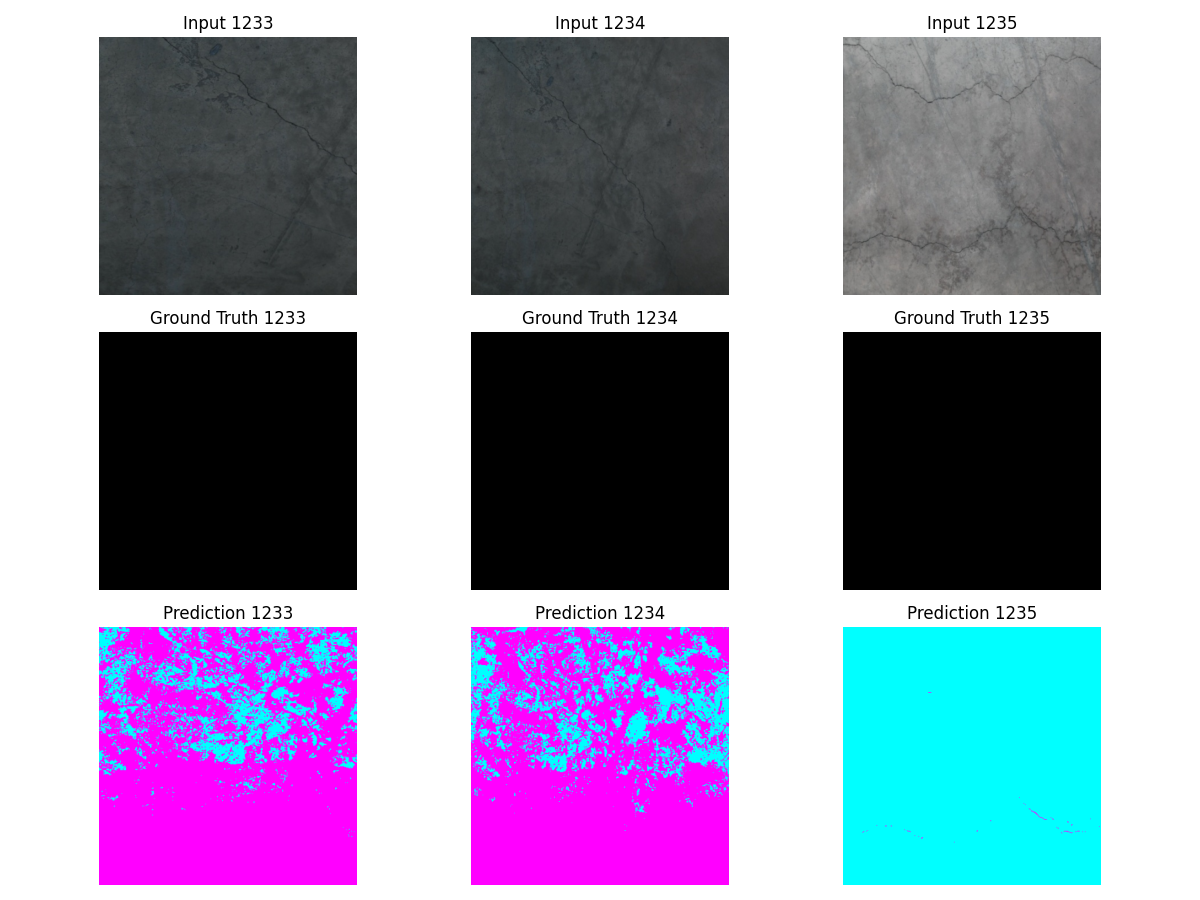 Input 1233
Input 1234
Input 1235
Ground Truth 1233
Ground Truth 1234
Ground Truth 1235
Prediction 1233
Prediction 1234
Prediction 1235